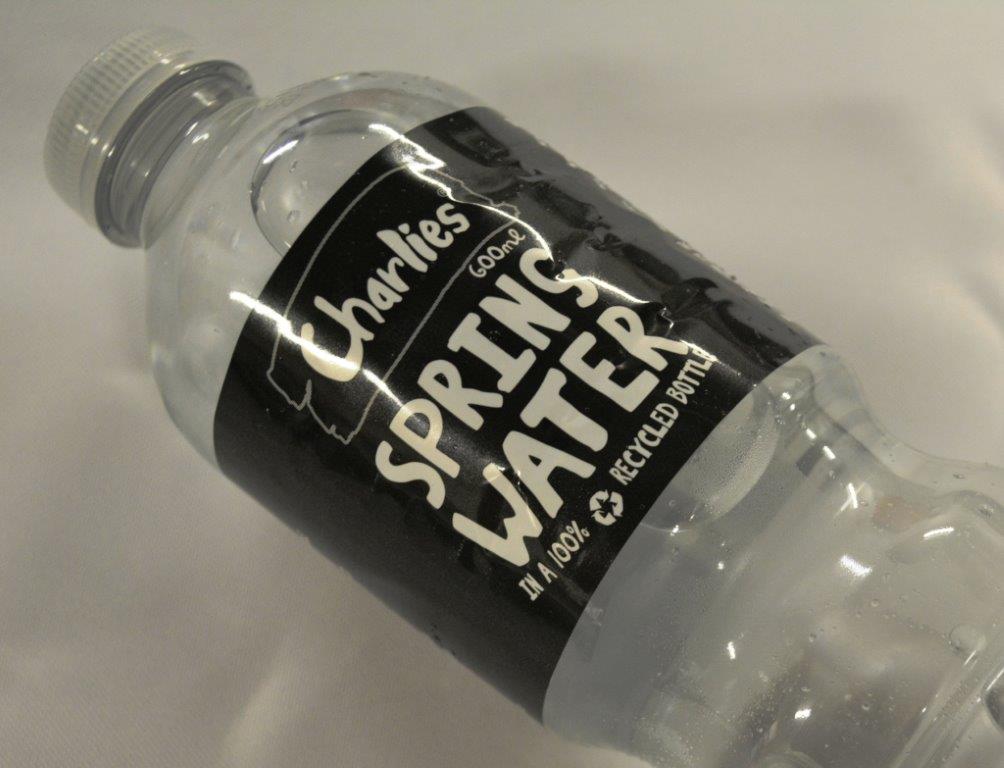 Charlies®
600ml
SPRING
WATER
IN A 100% RECYCLED BOTTLE